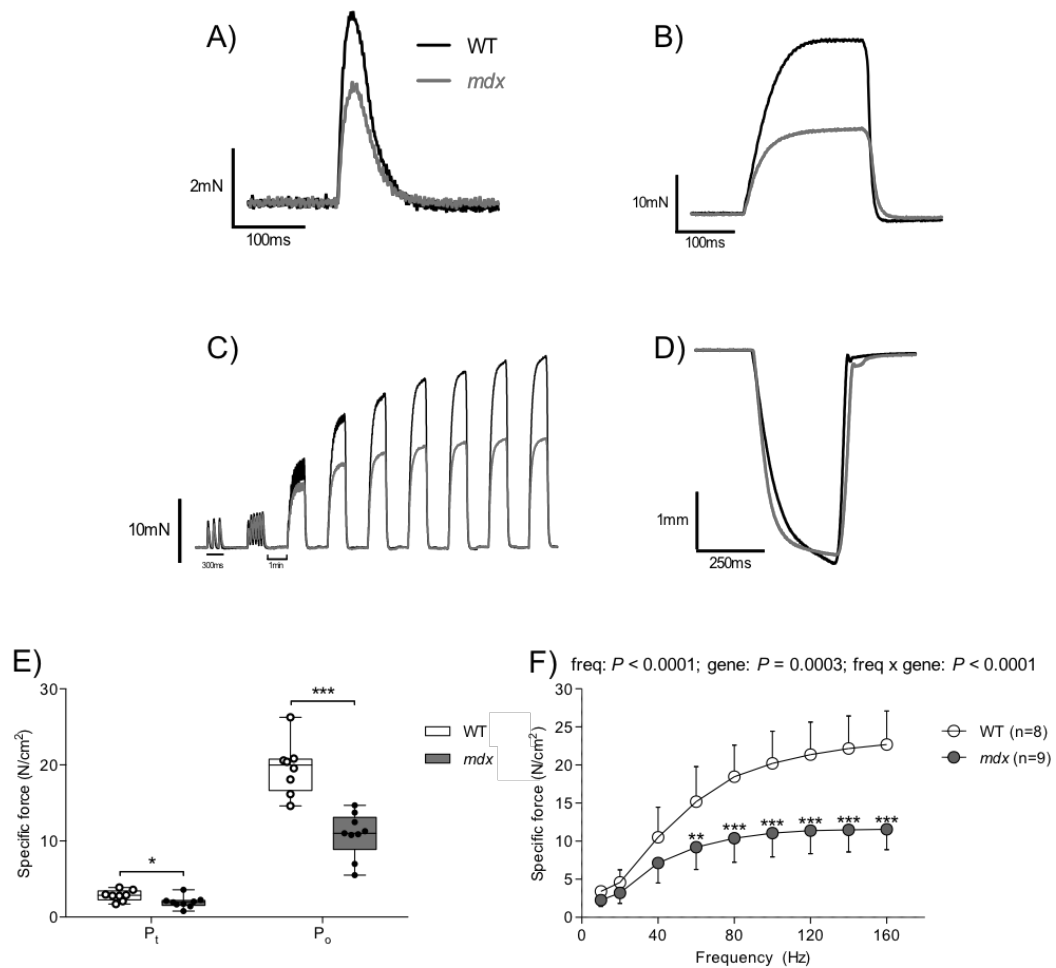 A)
WT
mdx
2mN
100ms
B)
10mN
100ms
C)
10mN
300ms
1min
D)
1mm
250ms
E)
***
*
Specific force (N/cm²)
30
20
10
0
Pt
Po
WT
mdx
F)
freq: P < 0.0001; gene: P = 0.0003; freq x gene: P < 0.0001
Specific force (N/cm²)
30
25
20
15
10
5
0
** *** *** *** *** ***
0 40 80 120 160
Frequency (Hz)
WT (n=8)
mdx (n=9)